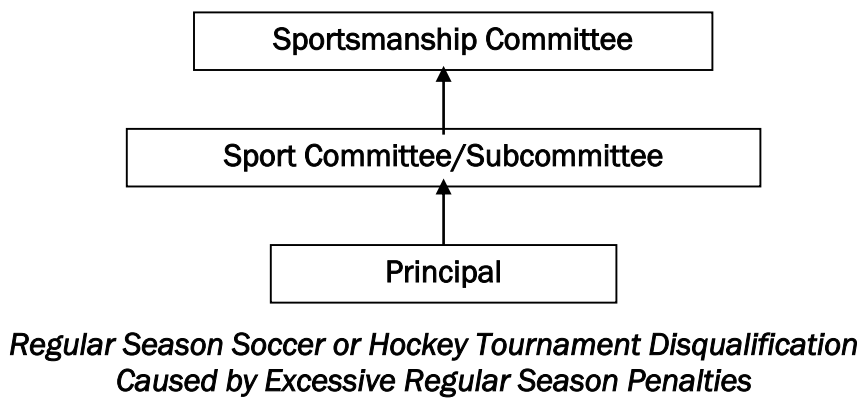 Sportsmanship Committee
Sport Committee/Subcommittee
Principal
Regular Season Soccer or Hockey Tournament Disqualification
Caused by Excessive Regular Season Penalties